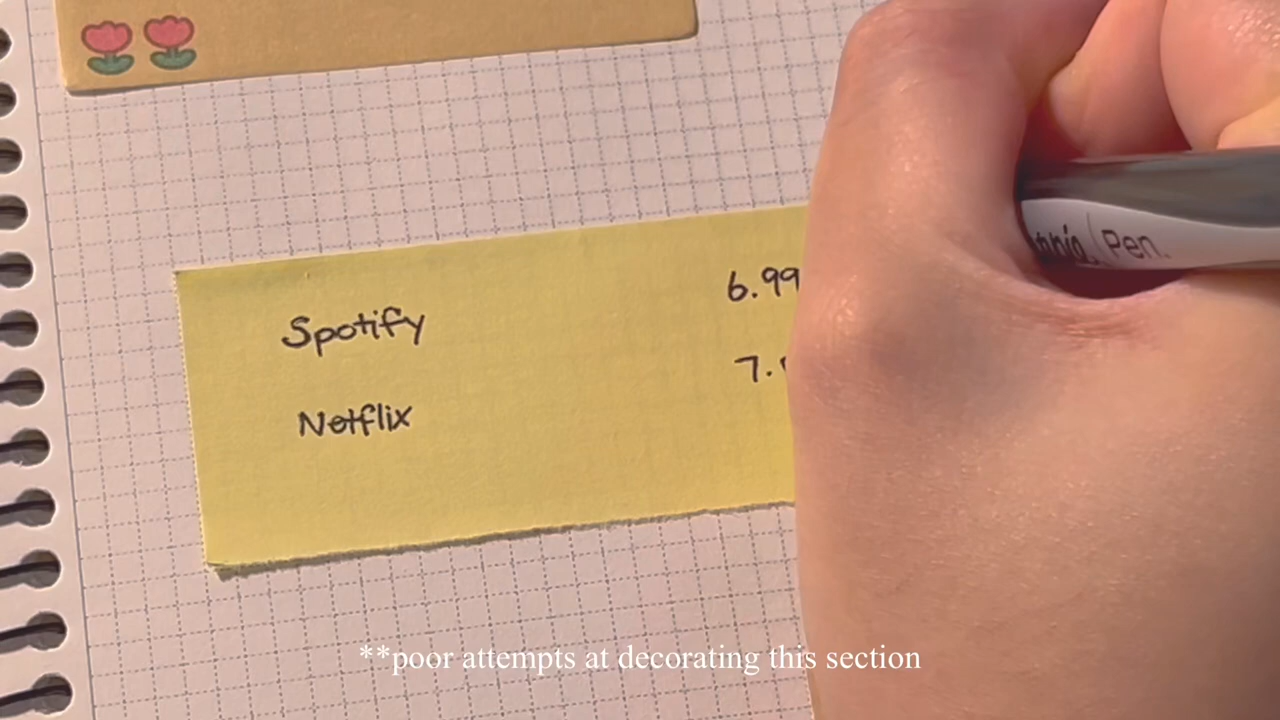 Spotify 6.99
Netflix 7.
Pen.
**poor attempts at decorating this section